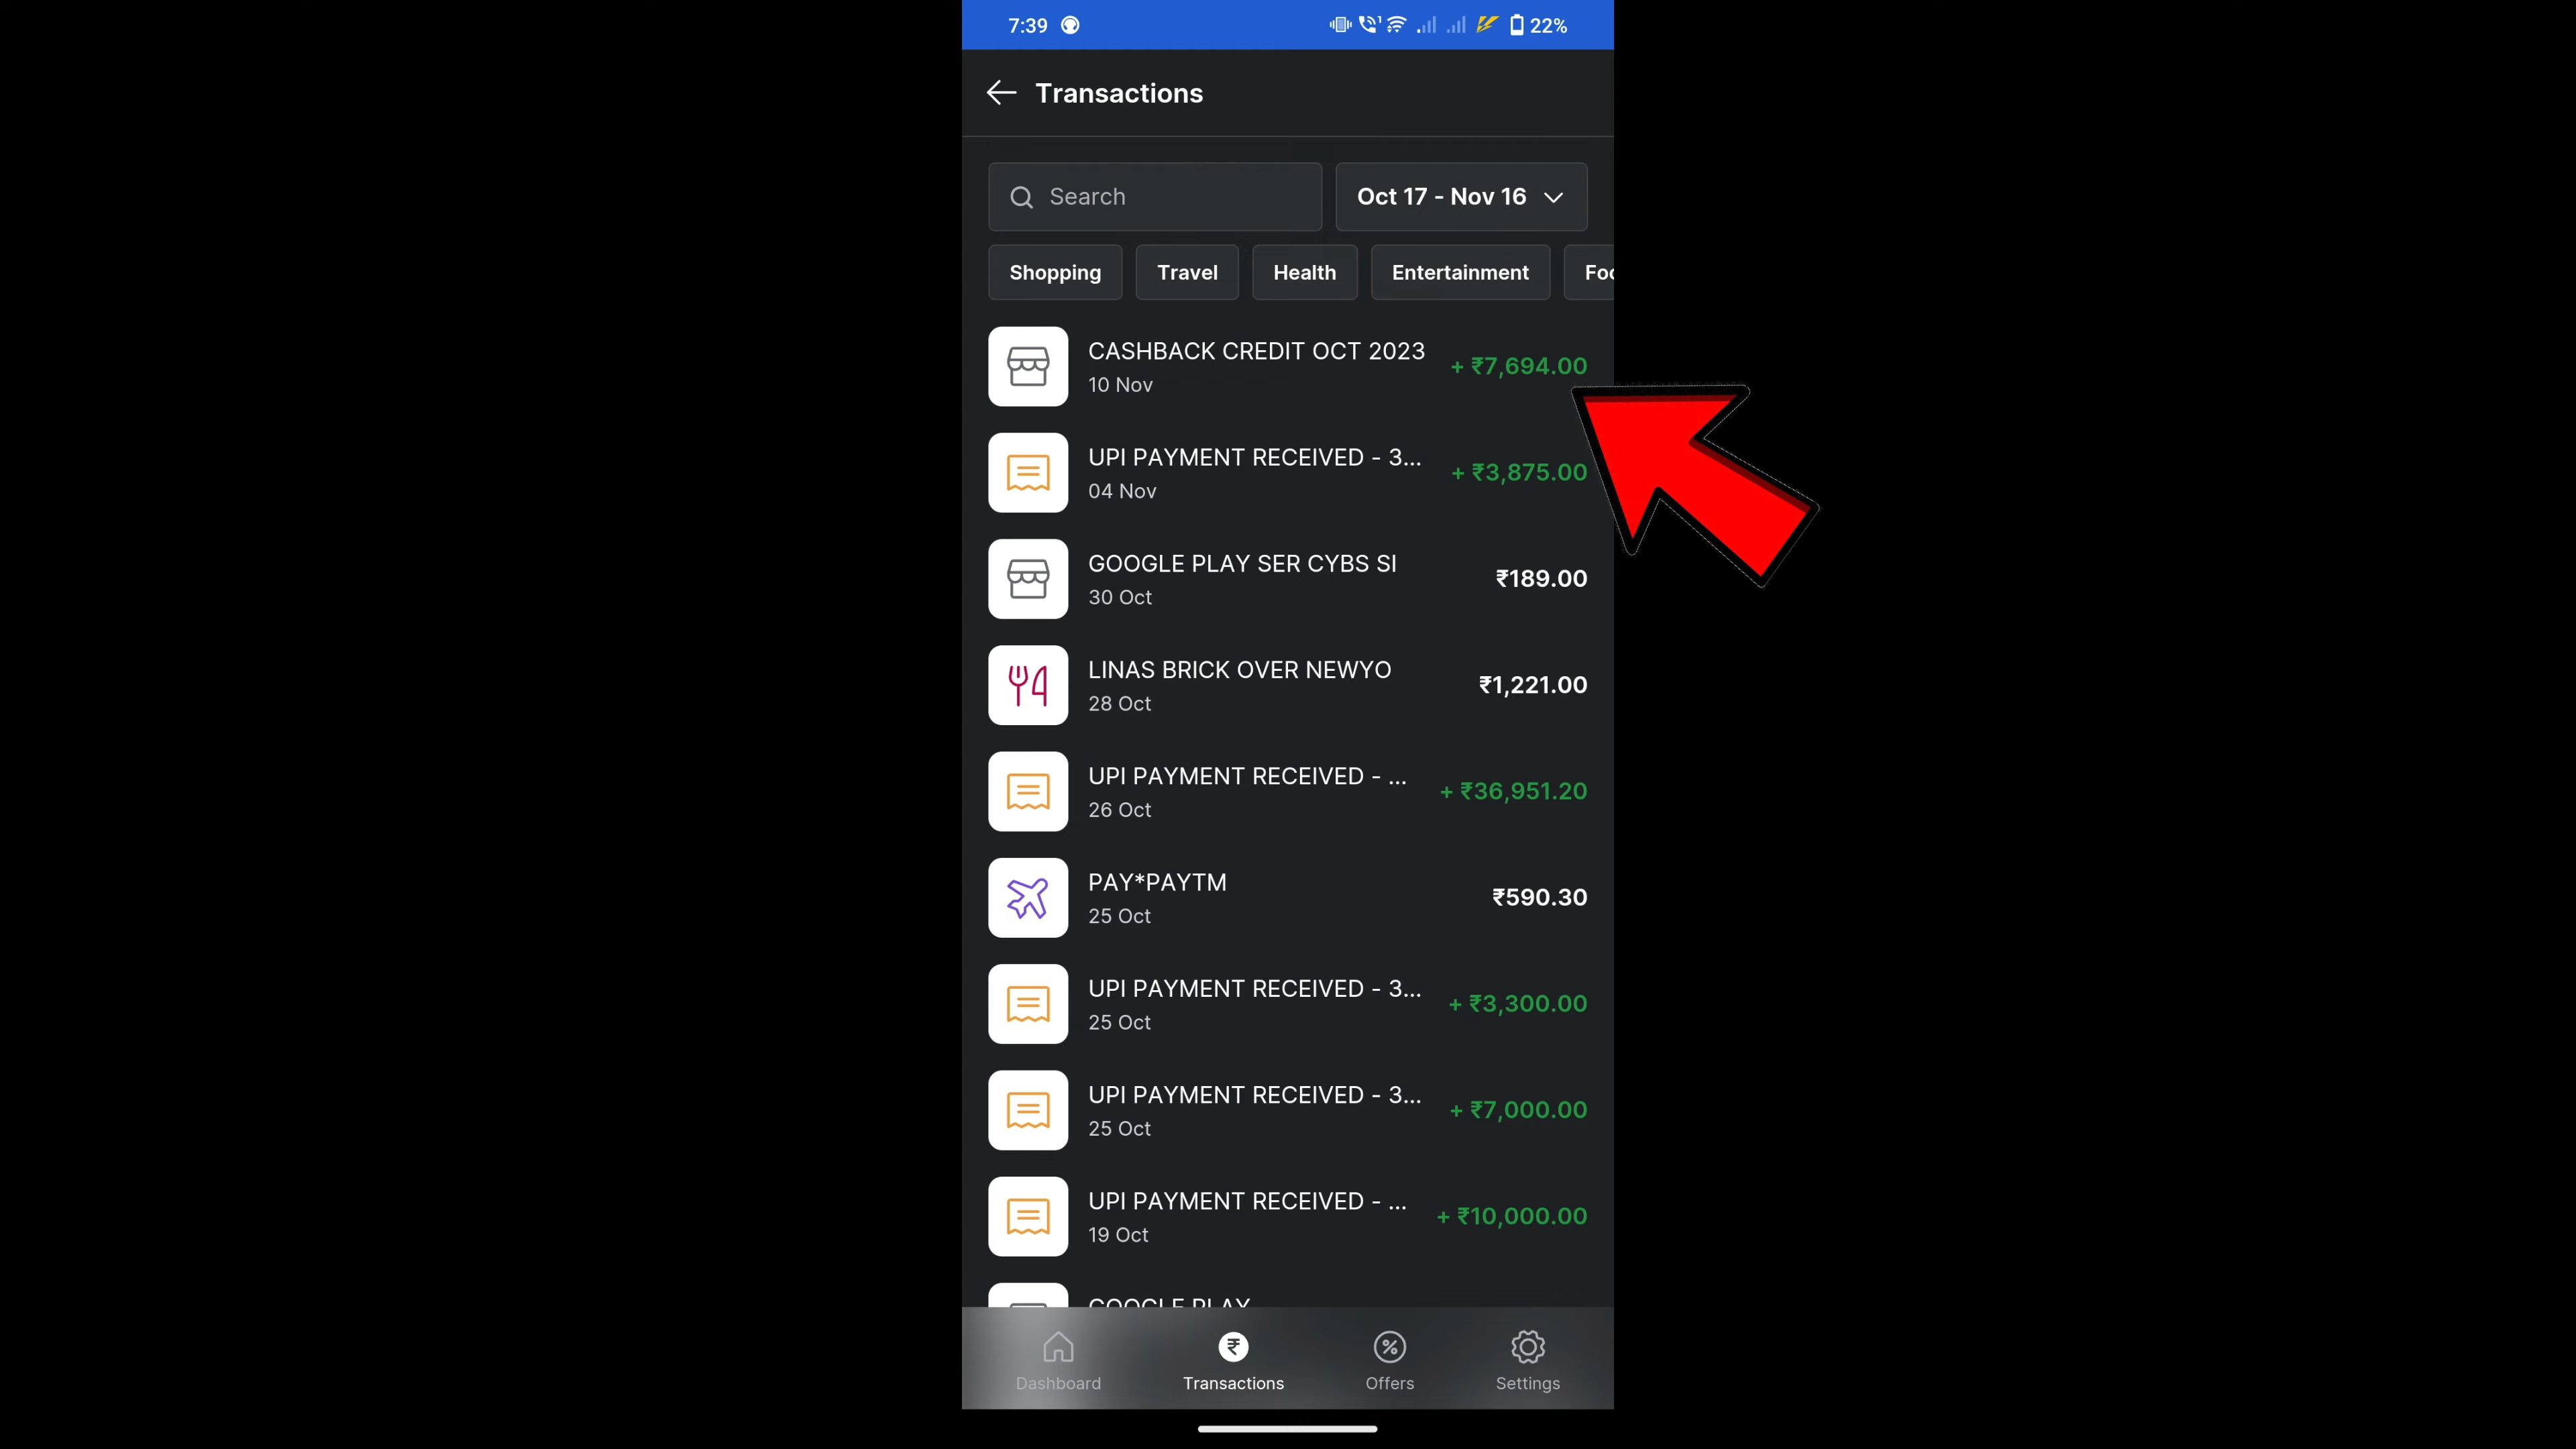 7:39
22%
Transactions
Search
Oct 17 - Nov 16
Shopping
Travel
Health
Entertainment
Foo
CASHBACK CREDIT OCT 2023
+ ₹7,694.00
10 Nov
UPI PAYMENT RECEIVED - 3...
+ ₹3,875.00
04 Nov
GOOGLE PLAY SER CYBS SI
₹189.00
30 Oct
LINAS BRICK OVER NEWYO
₹1,221.00
28 Oct
UPI PAYMENT RECEIVED - ...
+ ₹36,951.20
26 Oct
PAY*PAYTM
₹590.30
25 Oct
UPI PAYMENT RECEIVED - 3...
+ ₹3,300.00
25 Oct
UPI PAYMENT RECEIVED - 3...
+ ₹7,000.00
25 Oct
UPI PAYMENT RECEIVED - ...
+ ₹10,000.00
19 Oct
GOOGLE PLAY
Dashboard
Transactions
Offers
Settings